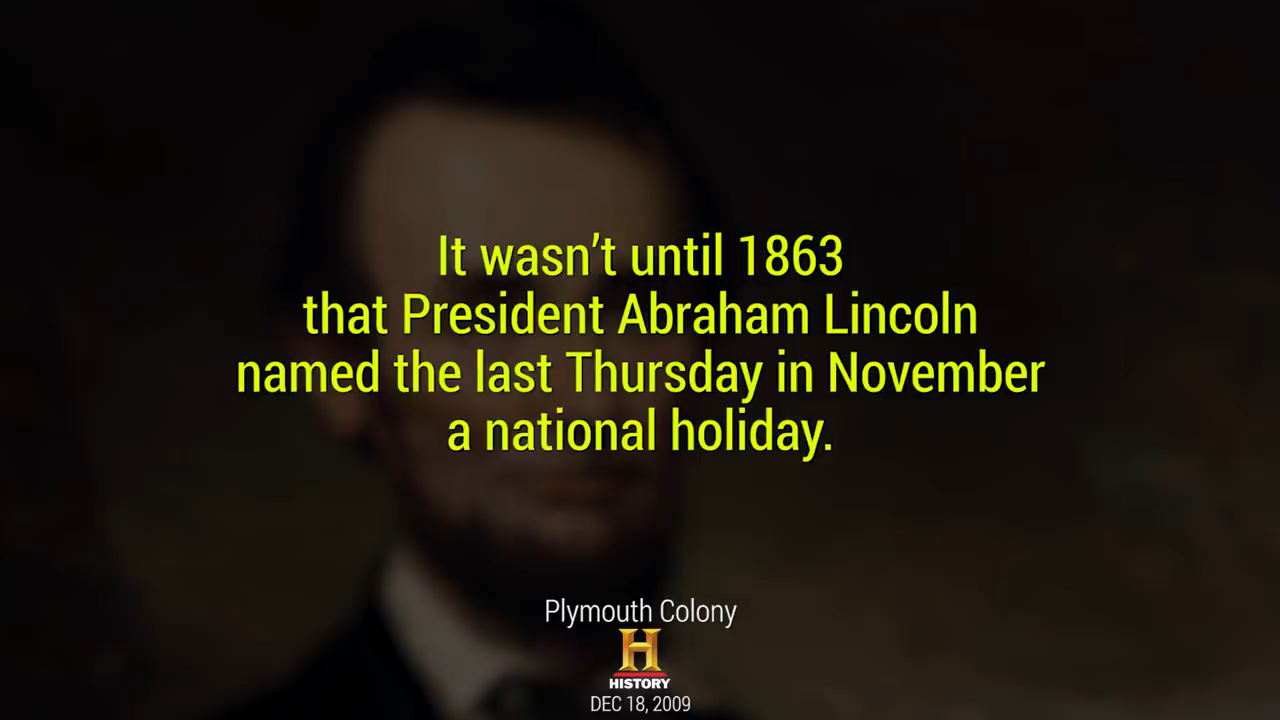 It wasn’t until 1863
that President Abraham Lincoln
named the last Thursday in November
a national holiday.
Plymouth Colony
H
HISTORY
DEC 18, 2009